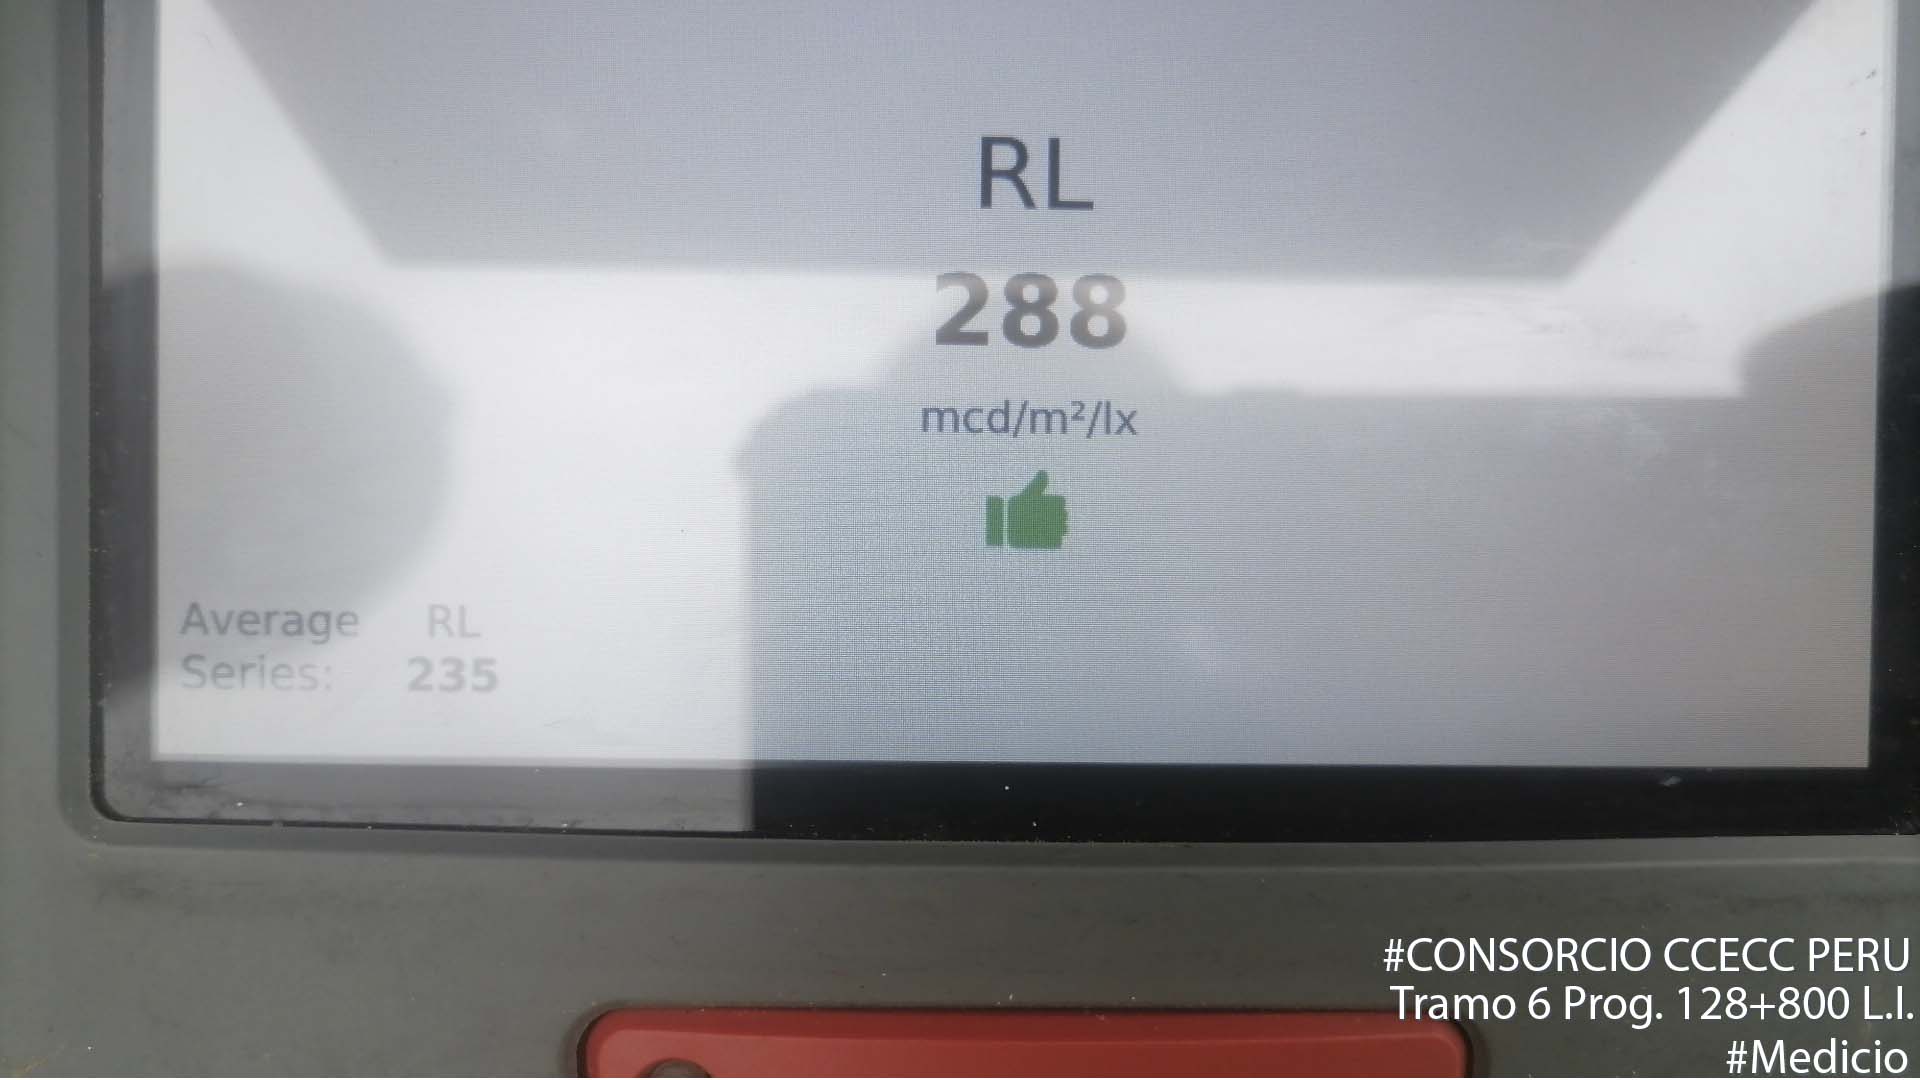 RL
288
mcd/m²/lx
Average RL
Series: 235
#CONSORCIO CCECC PERU
Tramo 6 Prog. 128+800 L.I.
#Medicio